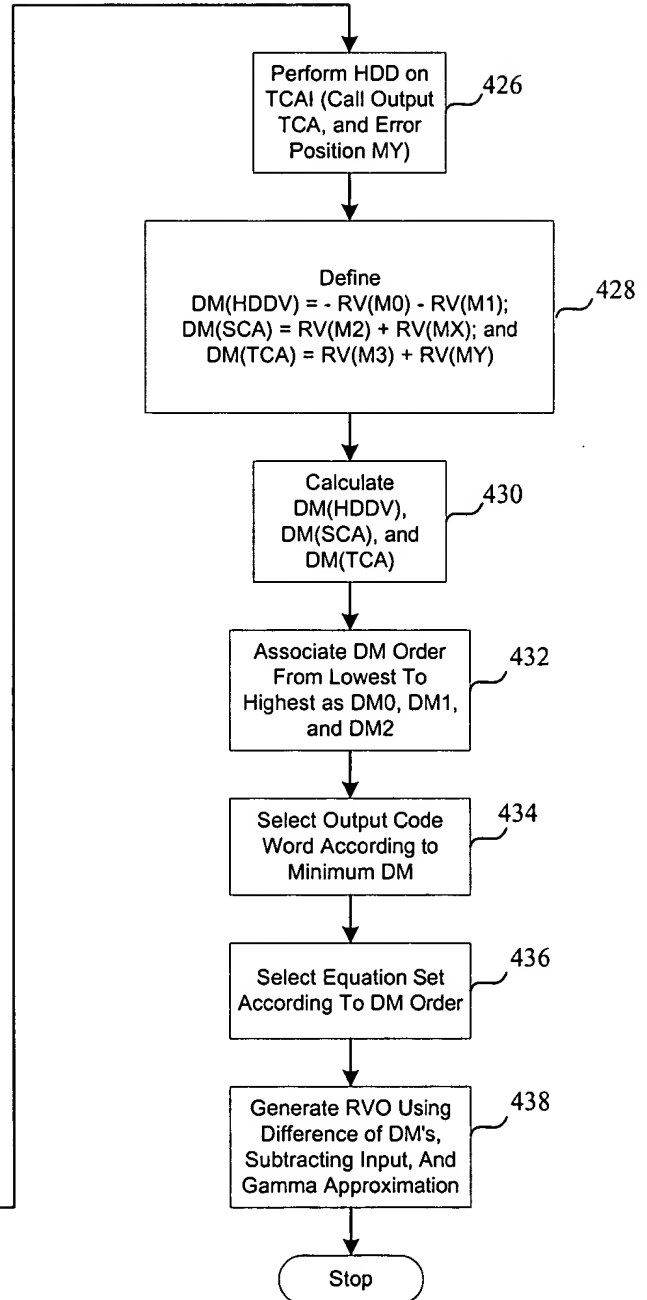 Perform HDD on
TCAI (Call Output
TCA, and Error
Position MY)
426
Define
DM(HDDV) = - RV(M0) - RV(M1);
DM(SCA) = RV(M2) + RV(MX); and
DM(TCA) = RV(M3) + RV(MY)
428
Calculate
DM(HDDV),
DM(SCA), and
DM(TCA)
430
Associate DM Order
From Lowest To
Highest as DM0, DM1,
and DM2
432
Select Output Code
Word According to
Minimum DM
434
Select Equation Set
According To DM Order
436
Generate RVO Using
Difference of DM's,
Subtracting Input, And
Gamma Approximation
438
Stop